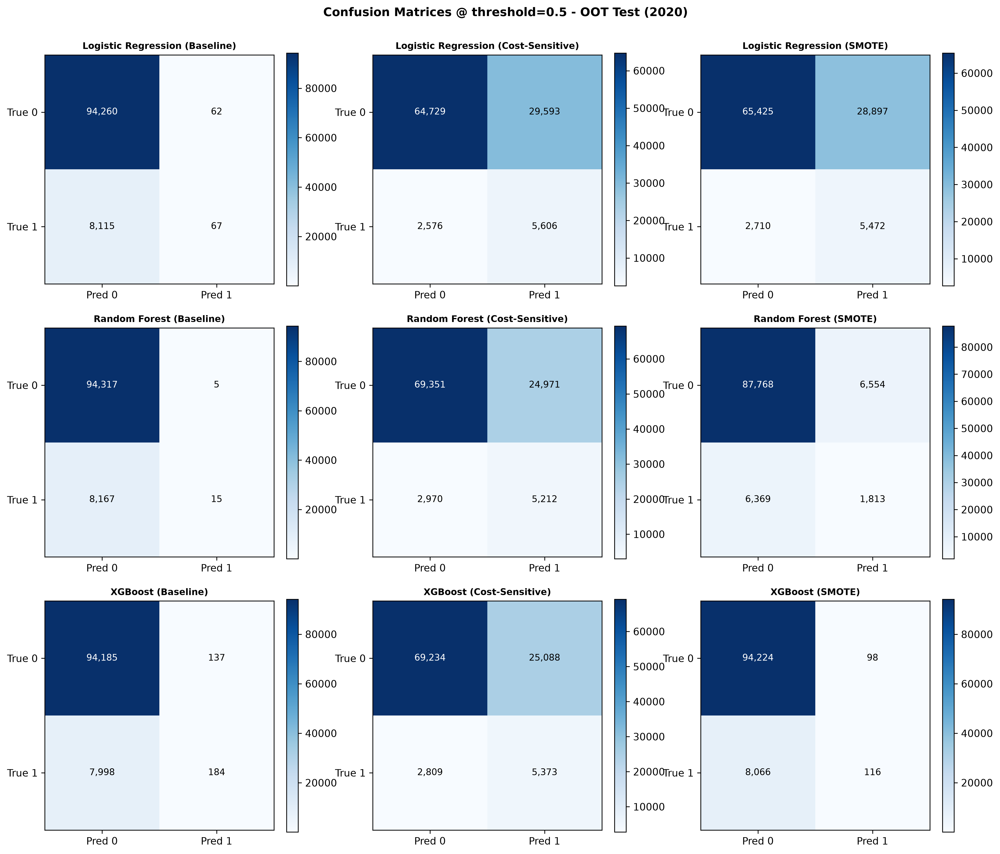 Confusion Matrices @ threshold=0.5 - OOT Test (2020)
Logistic Regression (Baseline)
True 0
94,260
62
True 1
8,115
67
Pred 0
Pred 1
80000
60000
40000
20000
Logistic Regression (Cost-Sensitive)
True 0
64,729
29,593
True 1
2,576
5,606
Pred 0
Pred 1
60000
50000
40000
30000
20000
10000
Logistic Regression (SMOTE)
True 0
65,425
28,897
True 1
2,710
5,472
Pred 0
Pred 1
60000
50000
40000
30000
20000
10000
Random Forest (Baseline)
True 0
94,317
5
True 1
8,167
15
Pred 0
Pred 1
80000
60000
40000
20000
Random Forest (Cost-Sensitive)
True 0
69,351
24,971
True 1
2,970
5,212
Pred 0
Pred 1
60000
50000
40000
30000
20000
10000
Random Forest (SMOTE)
True 0
87,768
6,554
True 1
6,369
1,813
Pred 0
Pred 1
80000
70000
60000
50000
40000
30000
20000
10000
XGBoost (Baseline)
True 0
94,185
137
True 1
7,998
184
Pred 0
Pred 1
80000
60000
40000
20000
XGBoost (Cost-Sensitive)
True 0
69,234
25,088
True 1
2,809
5,373
Pred 0
Pred 1
60000
50000
40000
30000
20000
10000
XGBoost (SMOTE)
True 0
94,224
98
True 1
8,066
116
Pred 0
Pred 1
80000
60000
40000
20000